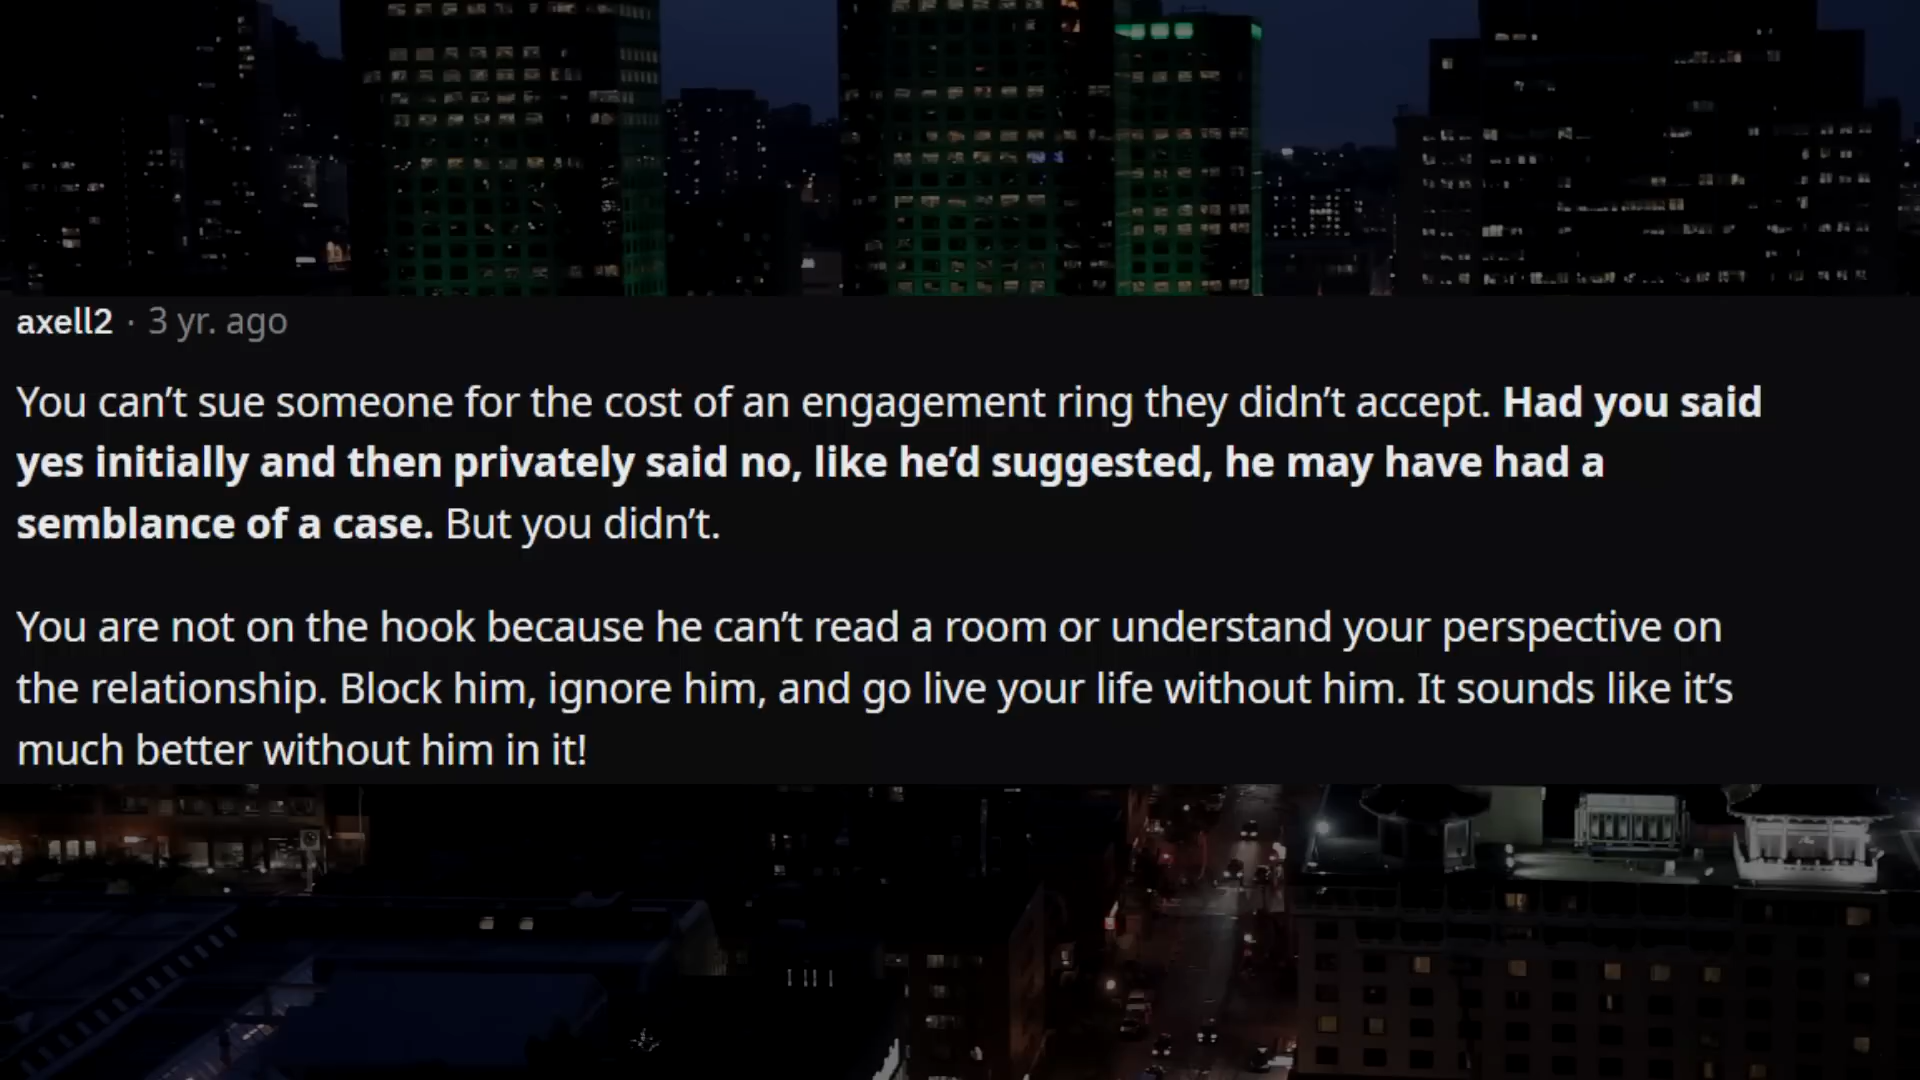 axell2 · 3 yr. ago
You can’t sue someone for the cost of an engagement ring they didn’t accept. Had you said
yes initially and then privately said no, like he’d suggested, he may have had a
semblance of a case. But you didn’t.
You are not on the hook because he can’t read a room or understand your perspective on
the relationship. Block him, ignore him, and go live your life without him. It sounds like it’s
much better without him in it!